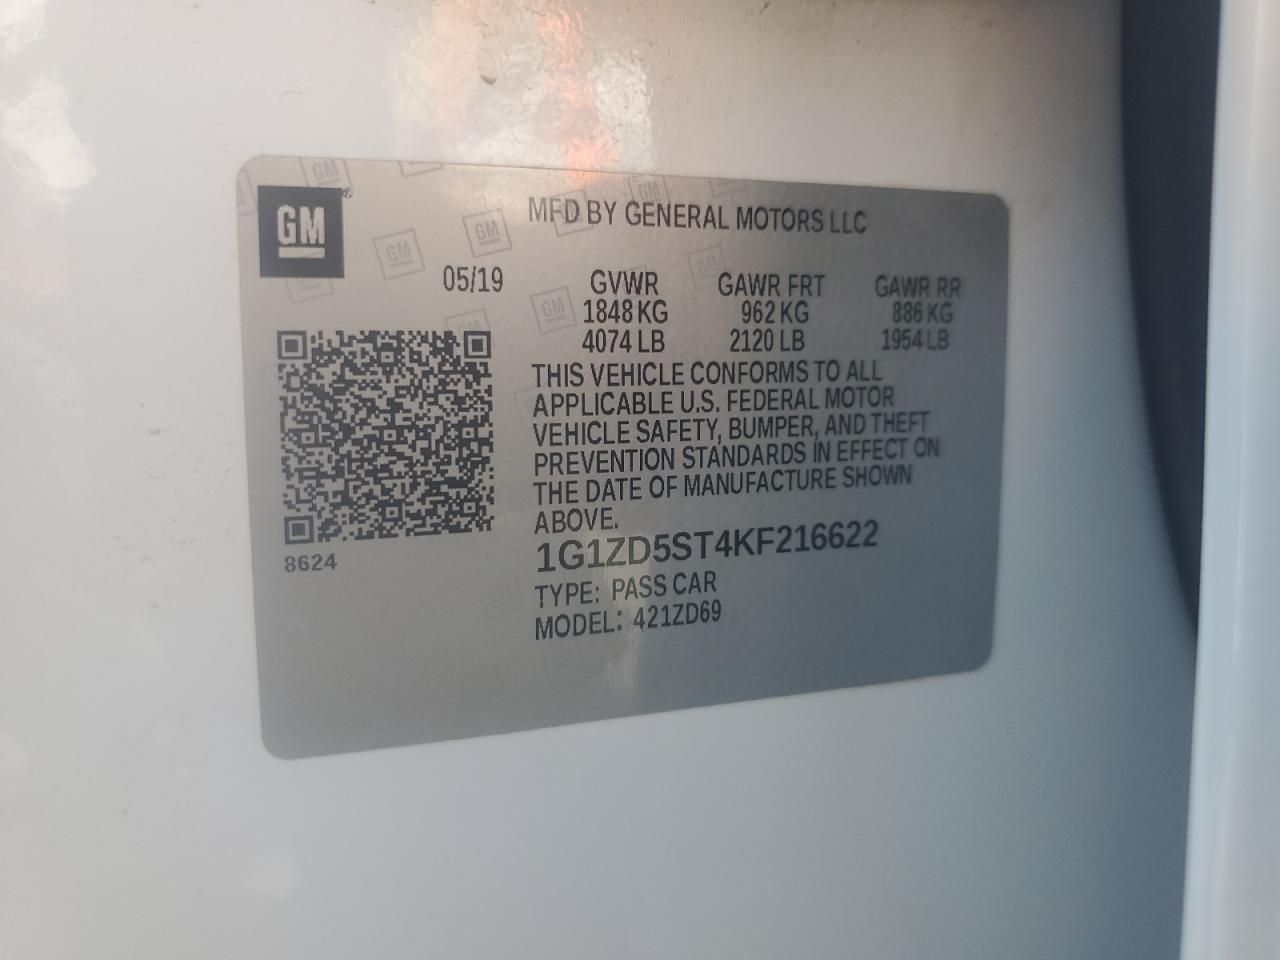 GM
MFD BY GENERAL MOTORS LLC
05/19 GVWR GAWR FRT GAWR RR
1848 KG 962 KG 886 KG
4074 LB 2120 LB 1954 LB
THIS VEHICLE CONFORMS TO ALL
APPLICABLE U.S. FEDERAL MOTOR
VEHICLE SAFETY, BUMPER, AND THEFT
PREVENTION STANDARDS IN EFFECT ON
THE DATE OF MANUFACTURE SHOWN
ABOVE.
1G1ZD5ST4KF216622
8624
TYPE: PASS CAR
MODEL: 421ZD69